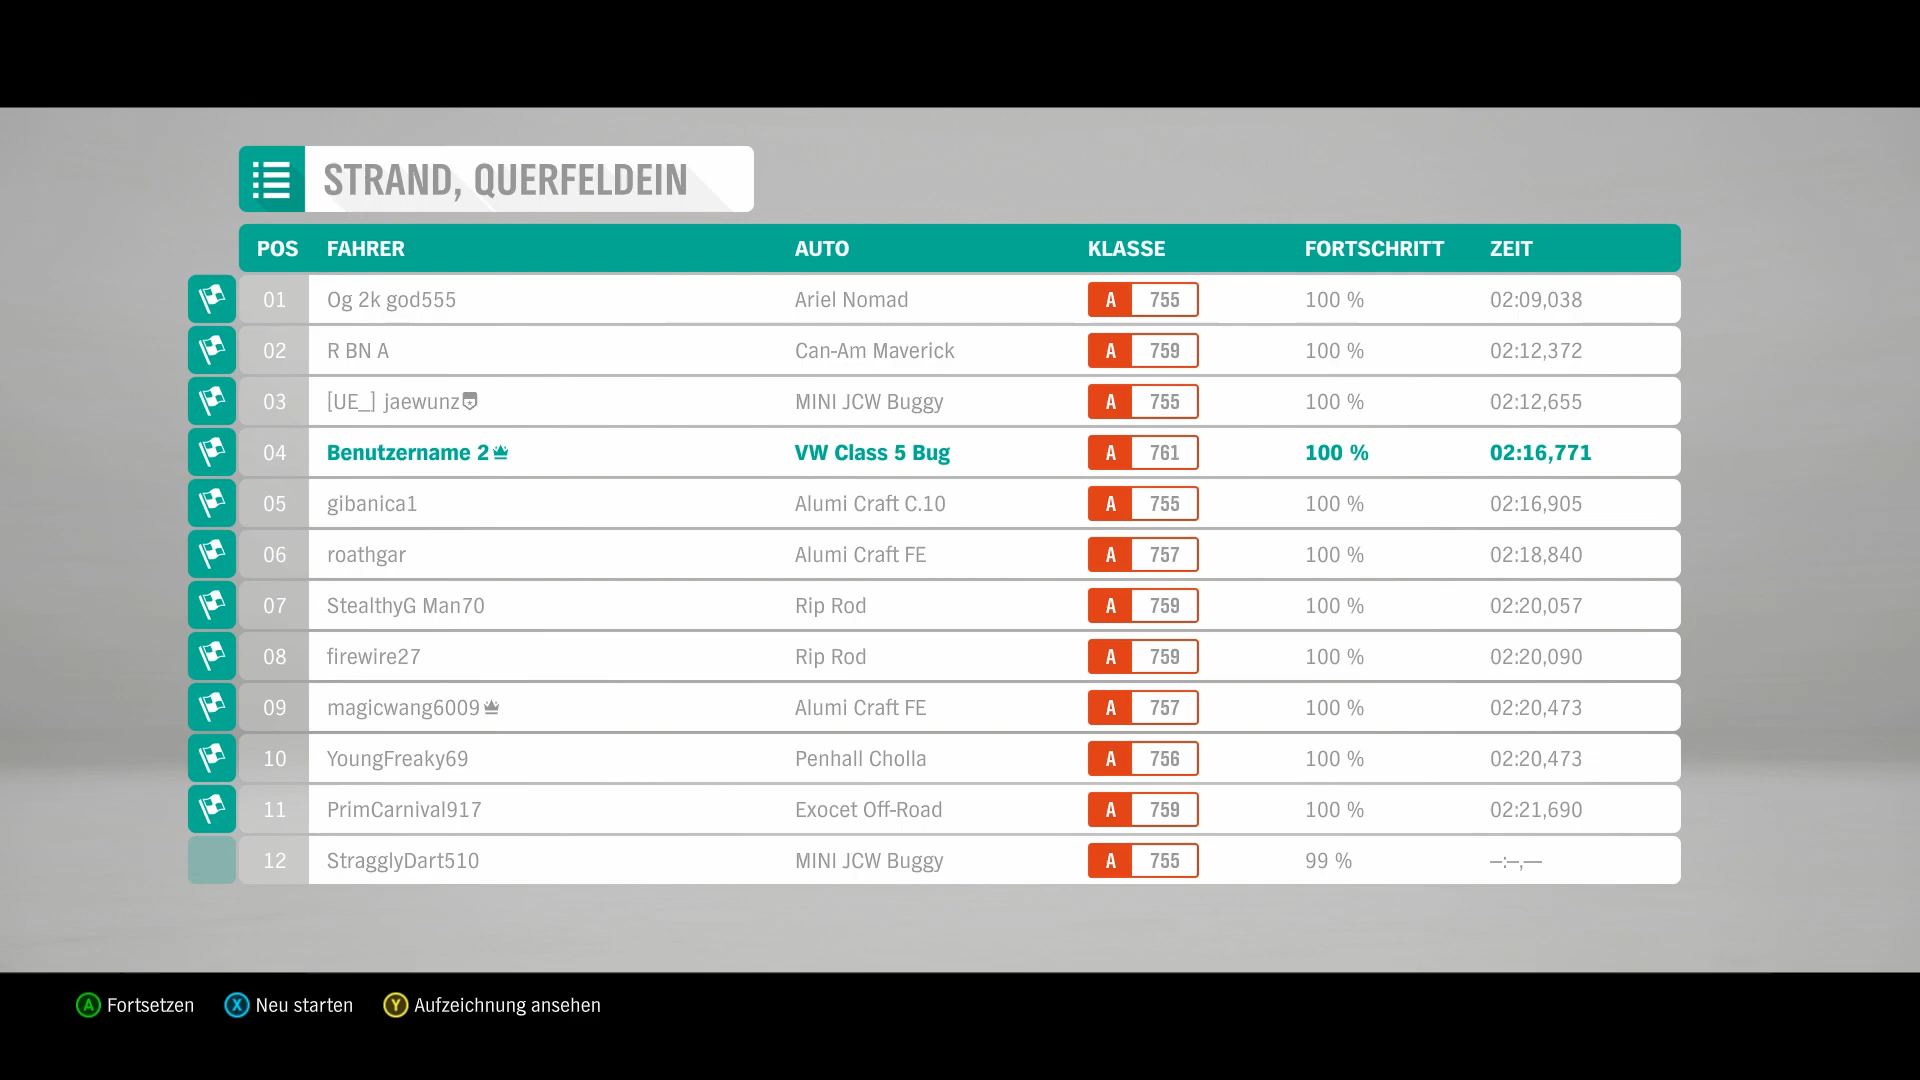 STRAND, QUERFELDEIN
POS FAHRER AUTO KLASSE FORTSCHRITT ZEIT
01 Og 2k god555 Ariel Nomad A 755 100 % 02:09,038
02 R BN A Can-Am Maverick A 759 100 % 02:12,372
03 [UE_] jaewunz MINI JCW Buggy A 755 100 % 02:12,655
04 Benutzername 2 VW Class 5 Bug A 761 100 % 02:16,771
05 gibanica1 Alumi Craft C.10 A 755 100 % 02:16,905
06 roathgar Alumi Craft FE A 757 100 % 02:18,840
07 StealthyG Man70 Rip Rod A 759 100 % 02:20,057
08 firewire27 Rip Rod A 759 100 % 02:20,090
09 magicwang6009 Alumi Craft FE A 757 100 % 02:20,473
10 YoungFreaky69 Penhall Cholla A 756 100 % 02:20,473
11 PrimCarnival917 Exocet Off-Road A 759 100 % 02:21,690
12 StragglyDart510 MINI JCW Buggy A 755 99 % –:–,—
A Fortsetzen X Neu starten Y Aufzeichnung ansehen